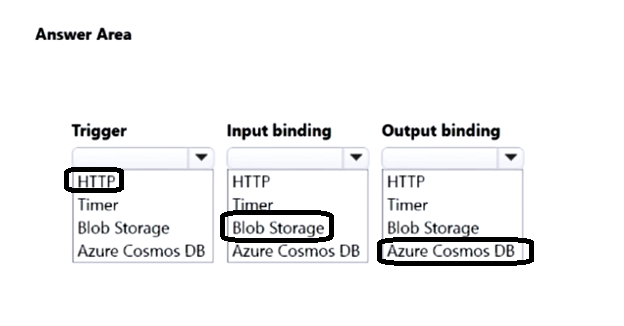 Answer Area
Trigger Input binding Output binding
HTTP HTTP HTTP
Timer Timer Timer
Blob Storage Blob Storage Blob Storage
Azure Cosmos DB Azure Cosmos DB Azure Cosmos DB